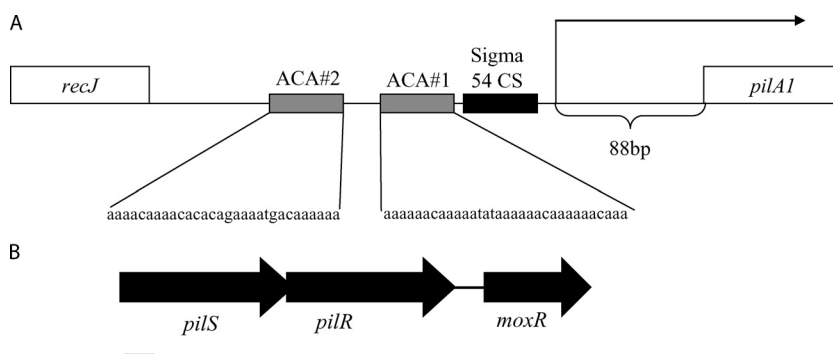 A
Sigma
ACA#2 ACA#1 54 CS
recJ pilA1
88bp
aaaacaaaacacacagaaaatgacaaaaaa aaaaaacaaaaatataaaaaacaaaaaacaaa
B
pilS pilR moxR